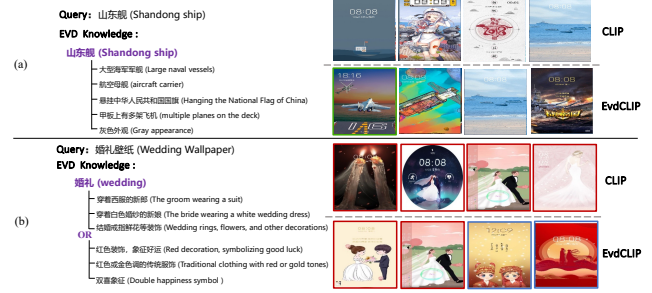 Query: 山东舰 (Shandong ship)
EVD Knowledge :
山东舰 (Shandong ship)
大型海军军舰 (Large naval vessels)
航空母舰 (aircraft carrier)
悬挂中华人民共和国国旗 (Hanging the National Flag of China)
甲板上有多架飞机 (multiple planes on the deck)
灰色外观 (Gray appearance)
(a)
08:08
08:08
18:16
08:08
CLIP
EvdCLIP
Query: 婚礼壁纸 (Wedding Wallpaper)
EVD Knowledge :
婚礼 (wedding)
穿着西服的新郎 (The groom wearing a suit)
穿着白色婚纱的新娘 (The bride wearing a white wedding dress)
结婚戒指鲜花等装饰 (Wedding rings, flowers, and other decorations)
OR
红色装饰，象征好运 (Red decoration, symbolizing good luck)
红色或金色调的传统服饰 (Traditional clothing with red or gold tones)
双喜象征 (Double happiness symbol )
(b)
08:08
CLIP
EvdCLIP